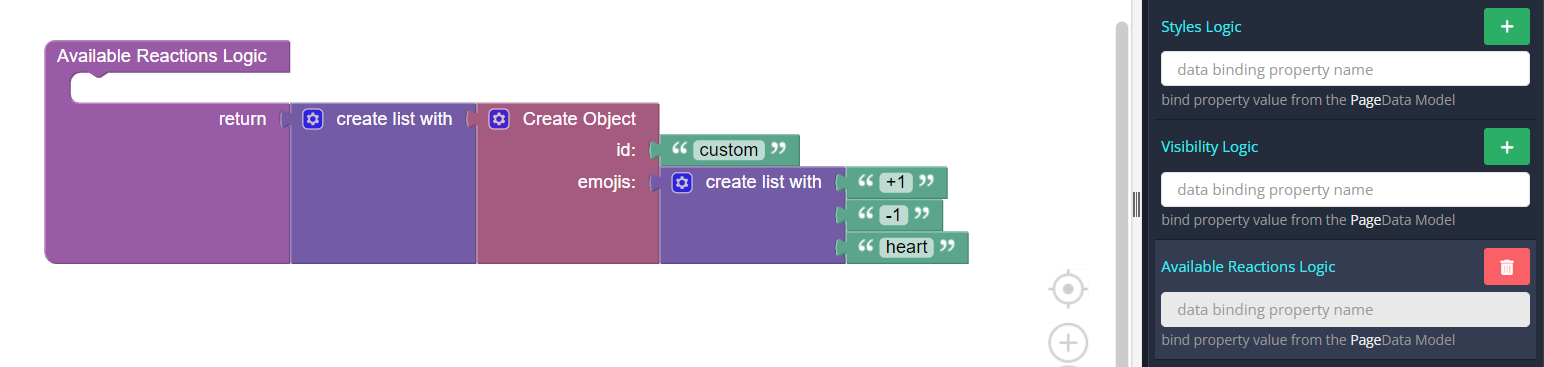 Available Reactions Logic
return create list with Create Object
id: “ custom ”
emojis: create list with “ +1 ”
“ -1 ”
“ heart ”
Styles Logic
data binding property name
bind property value from the PageData Model
Visibility Logic
data binding property name
bind property value from the PageData Model
Available Reactions Logic
data binding property name
bind property value from the PageData Model